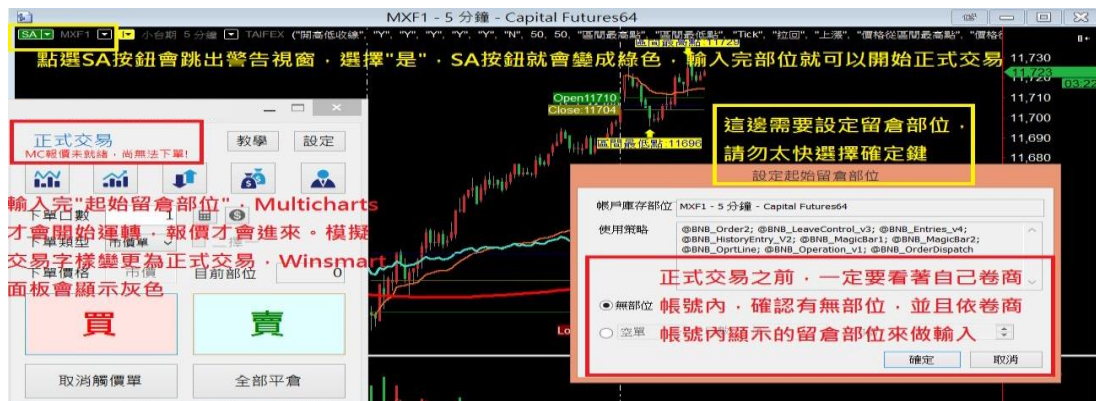 MXF1 - 5 分鐘 - Capital Futures64
SA MXF1 I 小台期 5 分鐘 TAIFEX ("開高低收線", "Y", "Y", "Y", "Y", "Y", "N", 50, 50, "區間最高點", "區間最低點", "Tick", "拉回", "上漲", "價格從區間最高點", "價格從
點選SA按鈕會跳出警告視窗，選擇"是"，SA按鈕就會變成綠色，輸入完部位就可以開始正式交易
區間最高點:11729
11,730
11,723
11,720
03:22
11,710
11,700
11,690
11,680
Open11710
Close:11704
區間最低點:11696
這邊需要設定留倉部位，
請勿太快選擇確定鍵
正式交易
MC報價未就緒，尚無法下單!
教學
設定
輸入完"起始留倉部位"，Multicharts
下單口數 1
才會開始運轉，報價才會進來。模擬
下單類型 市價單 二擇一
交易字樣變更為正式交易，Winsmart
下單價格 市價 目前部位 0
面板會顯示灰色
買
賣
取消觸價單
全部平倉
設定起始留倉部位
帳戶庫存部位 MXF1 - 5 分鐘 - Capital Futures64
使用策略 @BNB_Order2; @BNB_LeaveControl_v3; @BNB_Entries_v4;
@BNB_HistoryEntry_V2; @BNB_MagicBar1; @BNB_MagicBar2;
@BNB_OprtLine; @BNB_Operation_v1; @BNB_OrderDispatch
正式交易之前，一定要看著自己卷商
無部位
帳號內，確認有無部位，並且依卷商
空單
帳號內顯示的留倉部位來做輸入
確定
取消
Lo